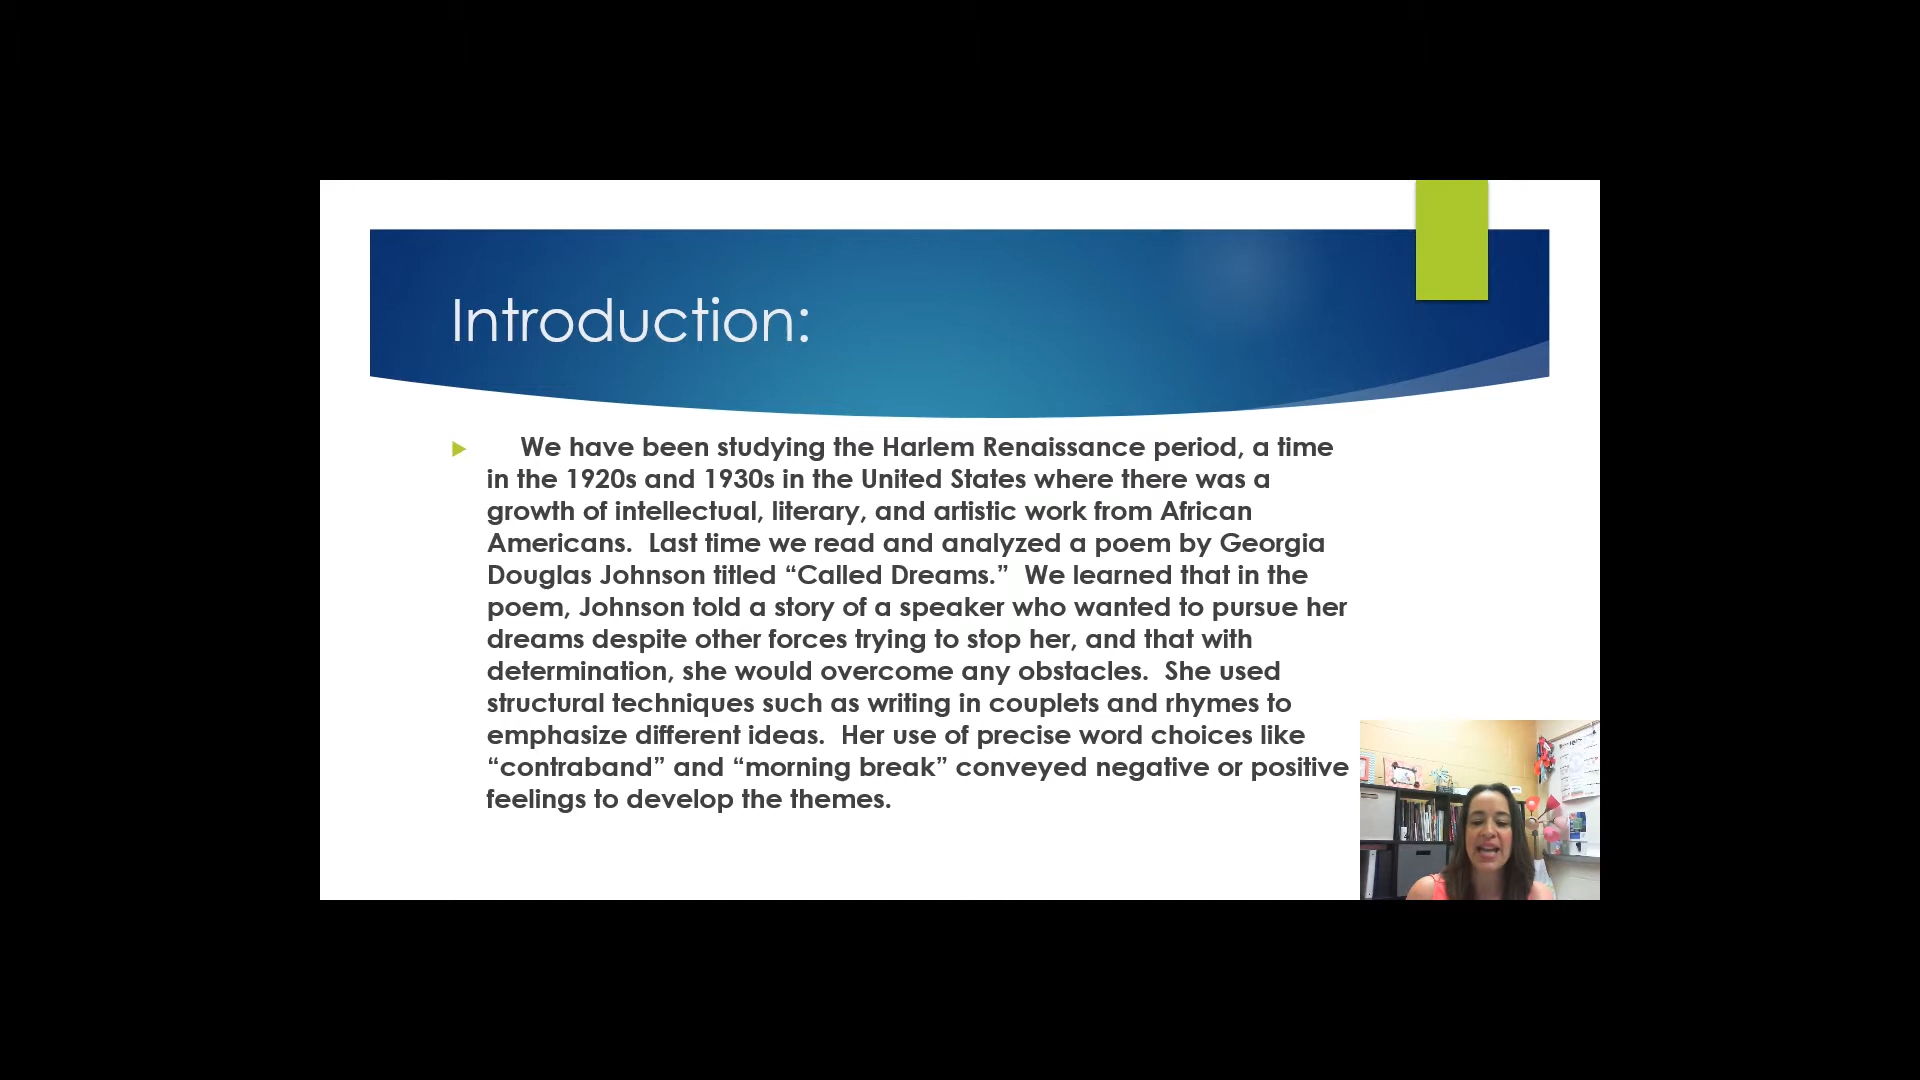 Introduction:
We have been studying the Harlem Renaissance period, a time
in the 1920s and 1930s in the United States where there was a
growth of intellectual, literary, and artistic work from African
Americans.  Last time we read and analyzed a poem by Georgia
Douglas Johnson titled “Called Dreams.”  We learned that in the
poem, Johnson told a story of a speaker who wanted to pursue her
dreams despite other forces trying to stop her, and that with
determination, she would overcome any obstacles.  She used
structural techniques such as writing in couplets and rhymes to
emphasize different ideas.  Her use of precise word choices like
“contraband” and “morning break” conveyed negative or positive
feelings to develop the themes.